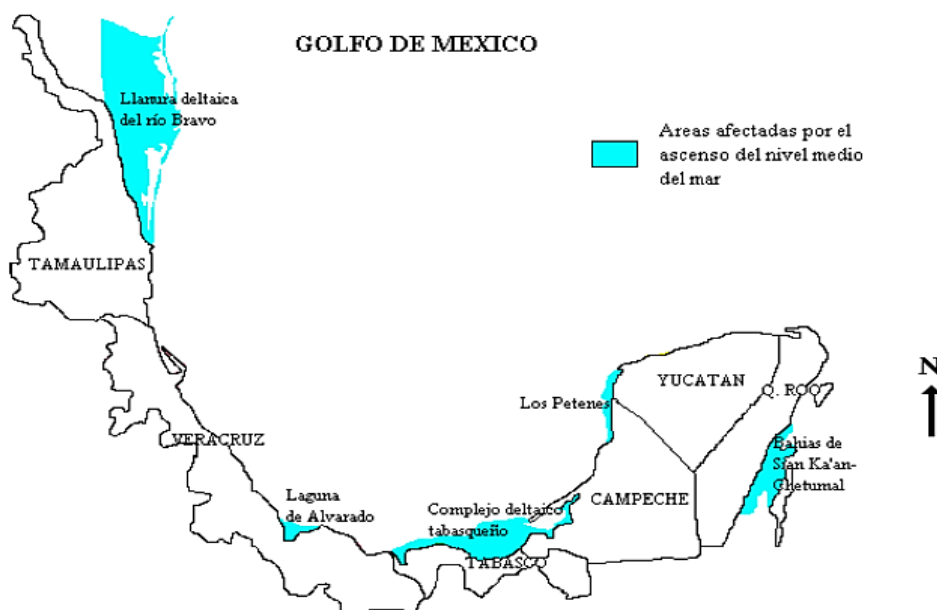 GOLFO DE MEXICO
Llanura deltaica
del río Bravo
Areas afectadas por el
ascenso del nivel medio
del mar
TAMAULIPAS
YUCATAN
N
Q. ROO
Los Petenes
VERACRUZ
Bahias de
Sian Ka'an-
Chetumal
Laguna
de Alvarado
CAMPECHE
Complejo deltaico
tabasqueño
TABASCO